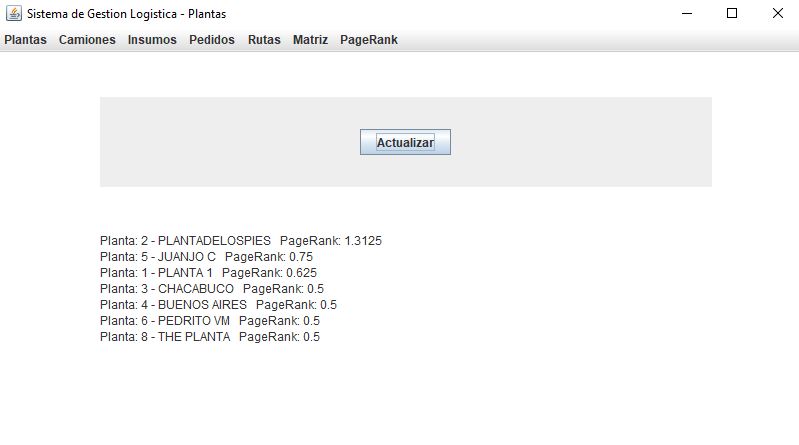 Sistema de Gestion Logistica - Plantas
Plantas Camiones Insumos Pedidos Rutas Matriz PageRank
Actualizar
Planta: 2 - PLANTADELOSPIES PageRank: 1.3125
Planta: 5 - JUANJO C PageRank: 0.75
Planta: 1 - PLANTA 1 PageRank: 0.625
Planta: 3 - CHACABUCO PageRank: 0.5
Planta: 4 - BUENOS AIRES PageRank: 0.5
Planta: 6 - PEDRITO VM PageRank: 0.5
Planta: 8 - THE PLANTA PageRank: 0.5